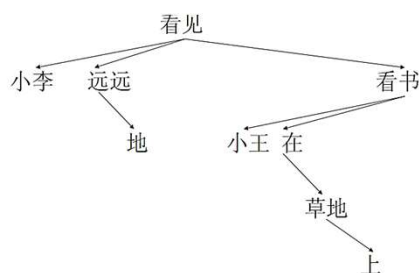 看见
小李 远远 看书
地 小王 在
草地
上